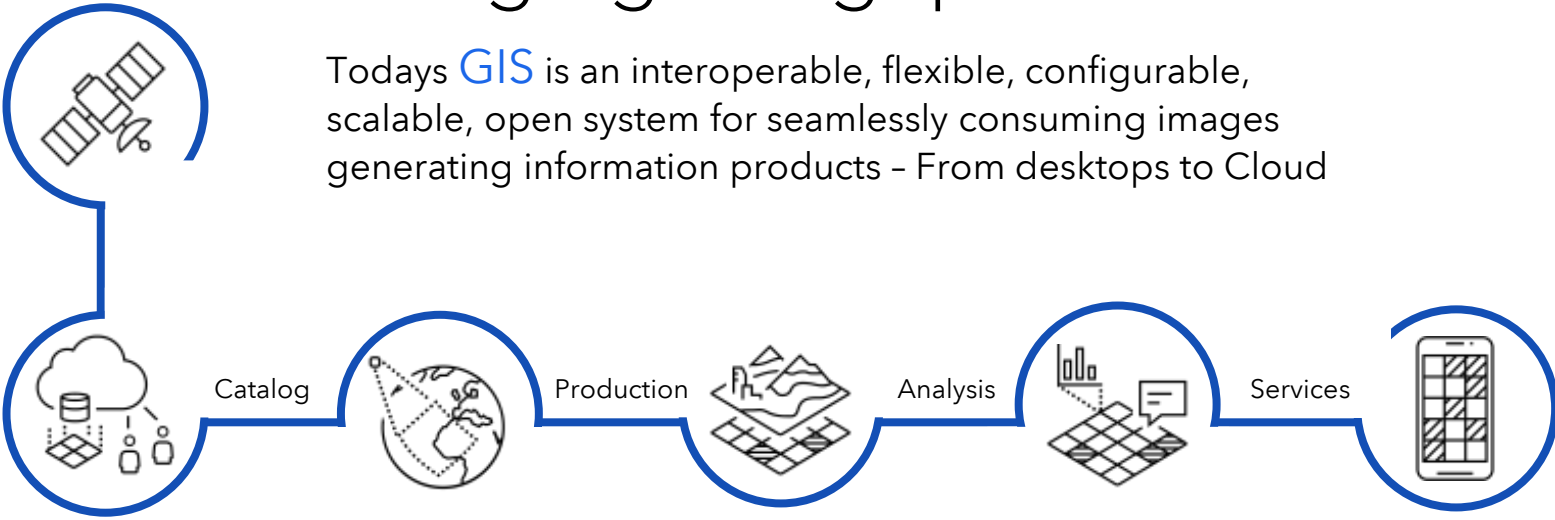 Todays GIS is an interoperable, flexible, configurable,
scalable, open system for seamlessly consuming images
generating information products – From desktops to Cloud
Catalog
Production
Analysis
Services